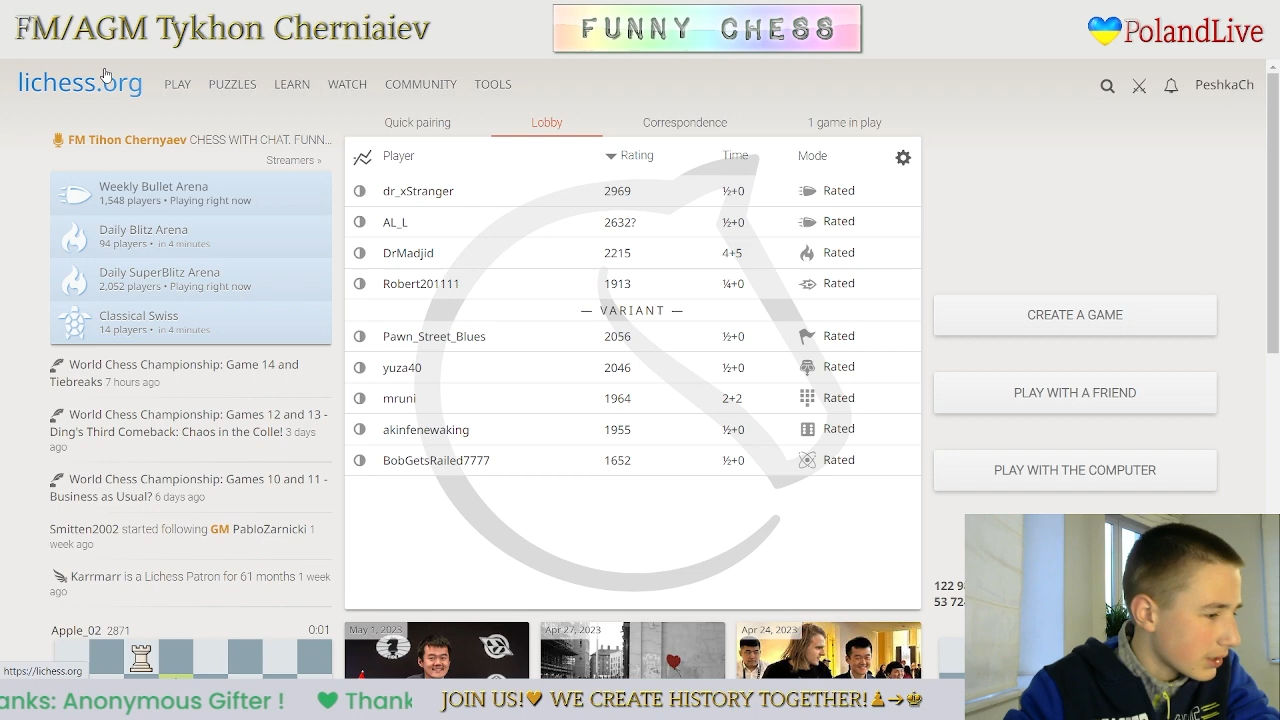 FM/AGM Tykhon Cherniaiev
FUNNY CHESS
PolandLive
lichess.org
PLAY
PUZZLES
LEARN
WATCH
COMMUNITY
TOOLS
PeshkaCh
Quick pairing
Lobby
Correspondence
1 game in play
FM Tihon Chernyaev CHESS WITH CHAT. FUNN...
Streamers »
Weekly Bullet Arena
1,548 players • Playing right now
Daily Blitz Arena
94 players • in 4 minutes
Daily SuperBlitz Arena
2,052 players • Playing right now
Classical Swiss
14 players • in 4 minutes
World Chess Championship: Game 14 and
Tiebreaks 7 hours ago
World Chess Championship: Games 12 and 13 -
Ding's Third Comeback: Chaos in the Colle! 3 days
ago
World Chess Championship: Games 10 and 11 -
Business as Usual? 6 days ago
Smitten2002 started following GM PabloZarnicki 1
week ago
Karrmarr is a Lichess Patron for 61 months 1 week
ago
Apple_02 2871 0:01
Player Rating Time Mode
dr_xStranger 2969 ½+0 Rated
AL_L 2632? ½+0 Rated
DrMadjid 2215 4+5 Rated
Robert201111 1913 ¼+0 Rated
— VARIANT —
Pawn_Street_Blues 2056 ½+0 Rated
yuza40 2046 ½+0 Rated
mruni 1964 2+2 Rated
akinfenewaking 1955 ½+0 Rated
BobGetsRailed7777 1652 ½+0 Rated
CREATE A GAME
PLAY WITH A FRIEND
PLAY WITH THE COMPUTER
122 9
53 72
May 1, 2023
Apr 27, 2023
Apr 24, 2023
https://lichess.org
anks: Anonymous Gifter ! Thank
JOIN US! WE CREATE HISTORY TOGETHER!